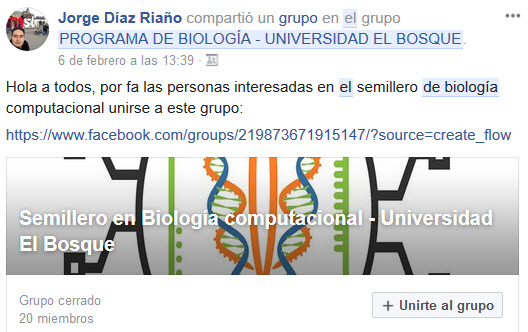 Jorge Díaz Riaño compartió un grupo en el grupo
PROGRAMA DE BIOLOGÍA - UNIVERSIDAD EL BOSQUE.
6 de febrero a las 13:39 ·
Hola a todos, por fa las personas interesadas en el semillero de biología
computacional unirse a este grupo:
https://www.facebook.com/groups/219873671915147/?source=create_flow
Semillero en Biología computacional - Universidad
El Bosque
Grupo cerrado
20 miembros
+ Unirte al grupo